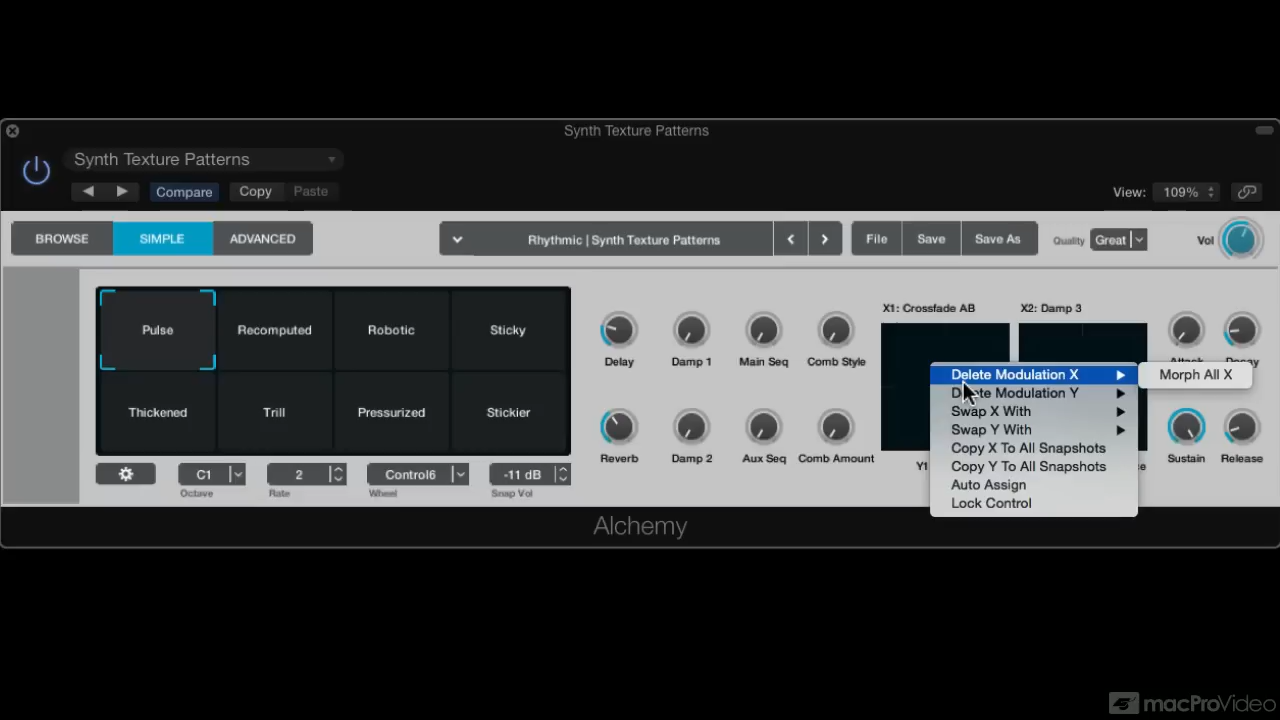 Synth Texture Patterns
Synth Texture Patterns
Compare Copy Paste
View: 109%
BROWSE SIMPLE ADVANCED
Rhythmic | Synth Texture Patterns
File Save Save As
Quality Great
Vol
Pulse Recomputed Robotic Sticky
Thickened Trill Pressurized Stickier
C1 2 Control6 -11 dB
Octave Rate Wheel Snap Vol
Delay Damp 1 Main Seq Comb Style
Reverb Damp 2 Aux Seq Comb Amount
X1: Crossfade AB X2: Damp 3
Y1
Attack Decay
Sustain Release
Delete Modulation X
Morph All X
Delete Modulation Y
Swap X With
Swap Y With
Copy X To All Snapshots
Copy Y To All Snapshots
Auto Assign
Lock Control
Alchemy
macProVideo